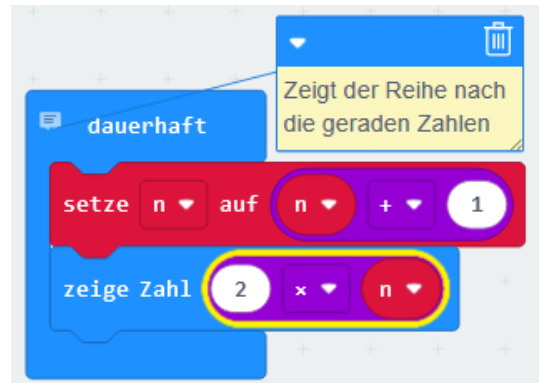 Zeigt der Reihe nach
die geraden Zahlen
dauerhaft
setze n auf n + 1
zeige Zahl 2 × n